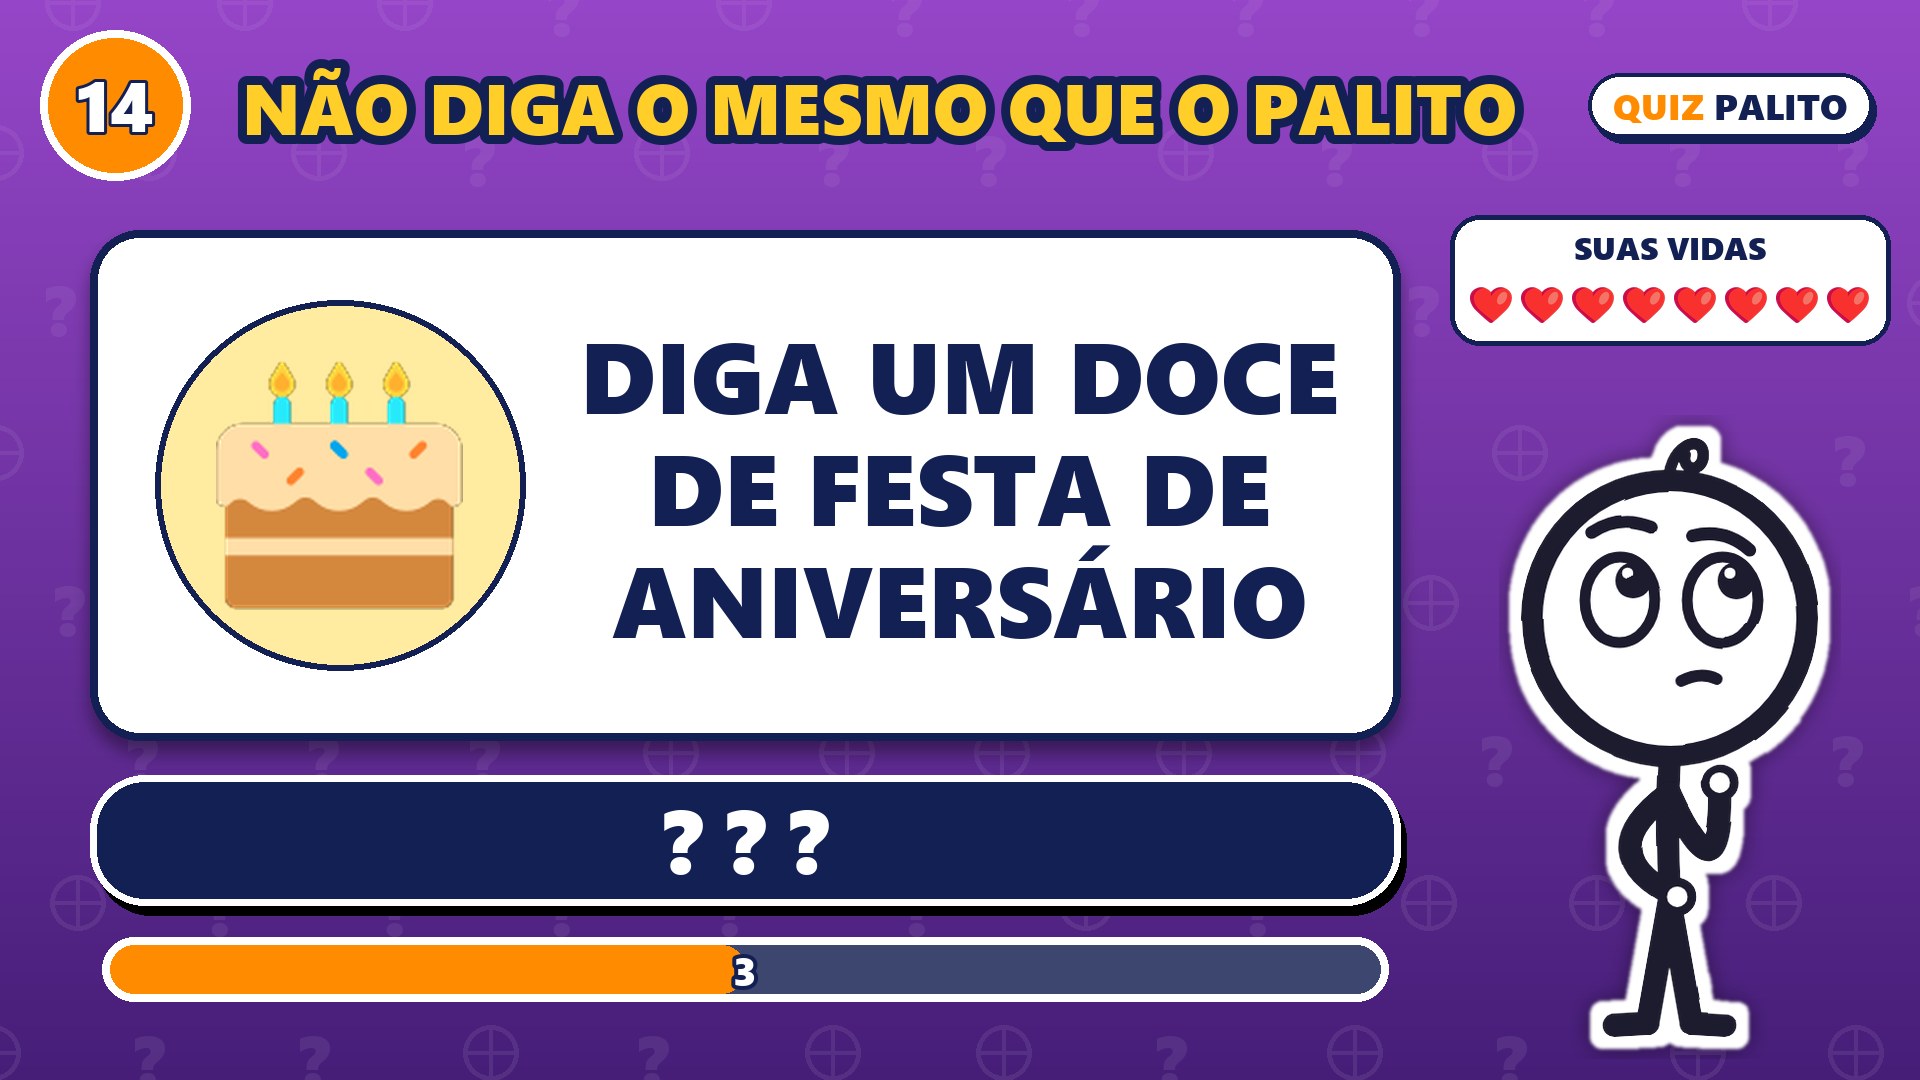 14
NÃO DIGA O MESMO QUE O PALITO
QUIZ PALITO
SUAS VIDAS
DIGA UM DOCE
DE FESTA DE
ANIVERSÁRIO
???
3